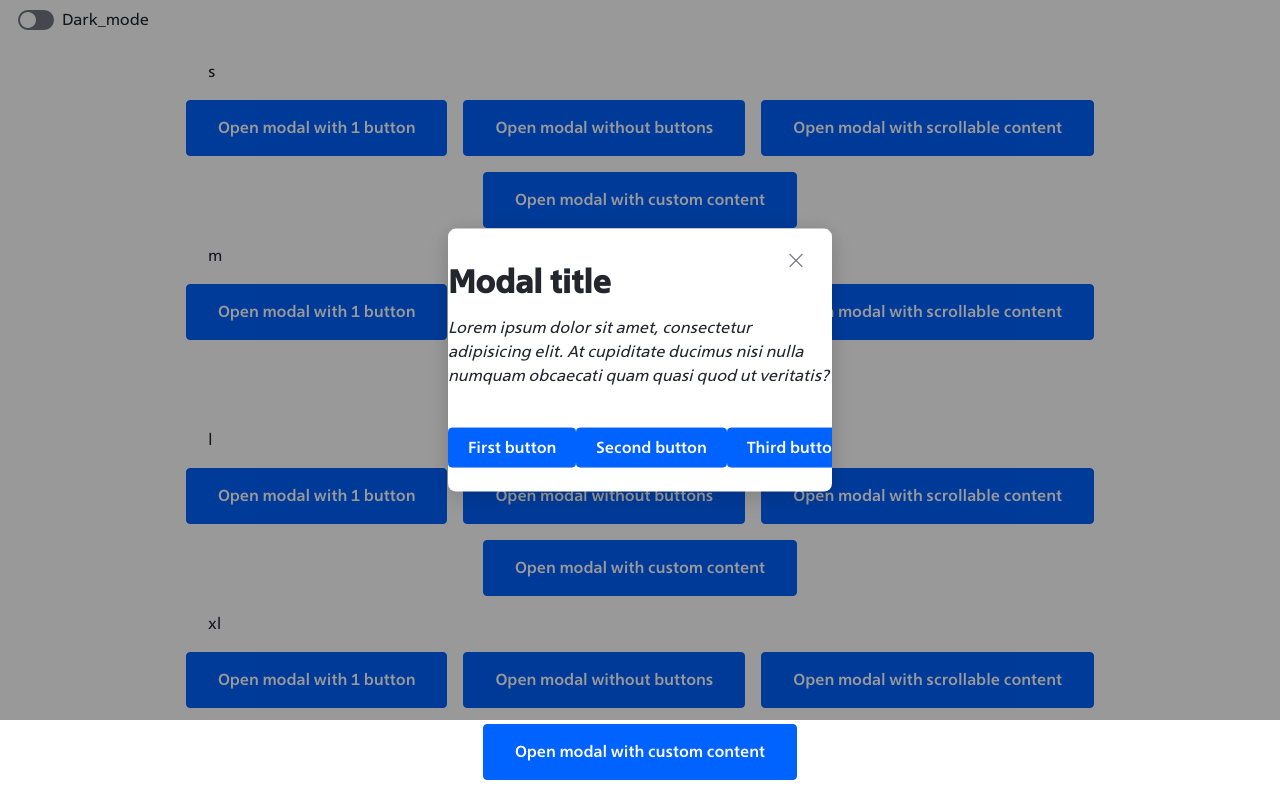 Dark_mode
s
Open modal with 1 button
Open modal without buttons
Open modal with scrollable content
Open modal with custom content
m
Open modal with 1 button
modal with scrollable content
Modal title
Lorem ipsum dolor sit amet, consectetur
adipisicing elit. At cupiditate ducimus nisi nulla
numquam obcaecati quam quasi quod ut veritatis?
First button
Second button
Third butto
l
Open modal with 1 button
Open modal without buttons
Open modal with scrollable content
Open modal with custom content
xl
Open modal with 1 button
Open modal without buttons
Open modal with scrollable content
Open modal with custom content